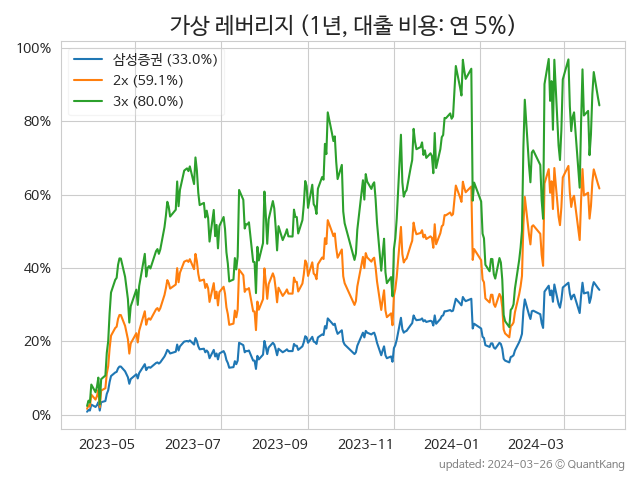 가상 레버리지 (1년, 대출 비용: 연 5%)
100%
80%
60%
40%
20%
0%
삼성증권 (33.0%)
2x (59.1%)
3x (80.0%)
2023-05 2023-07 2023-09 2023-11 2024-01 2024-03
updated: 2024-03-26 © QuantKang